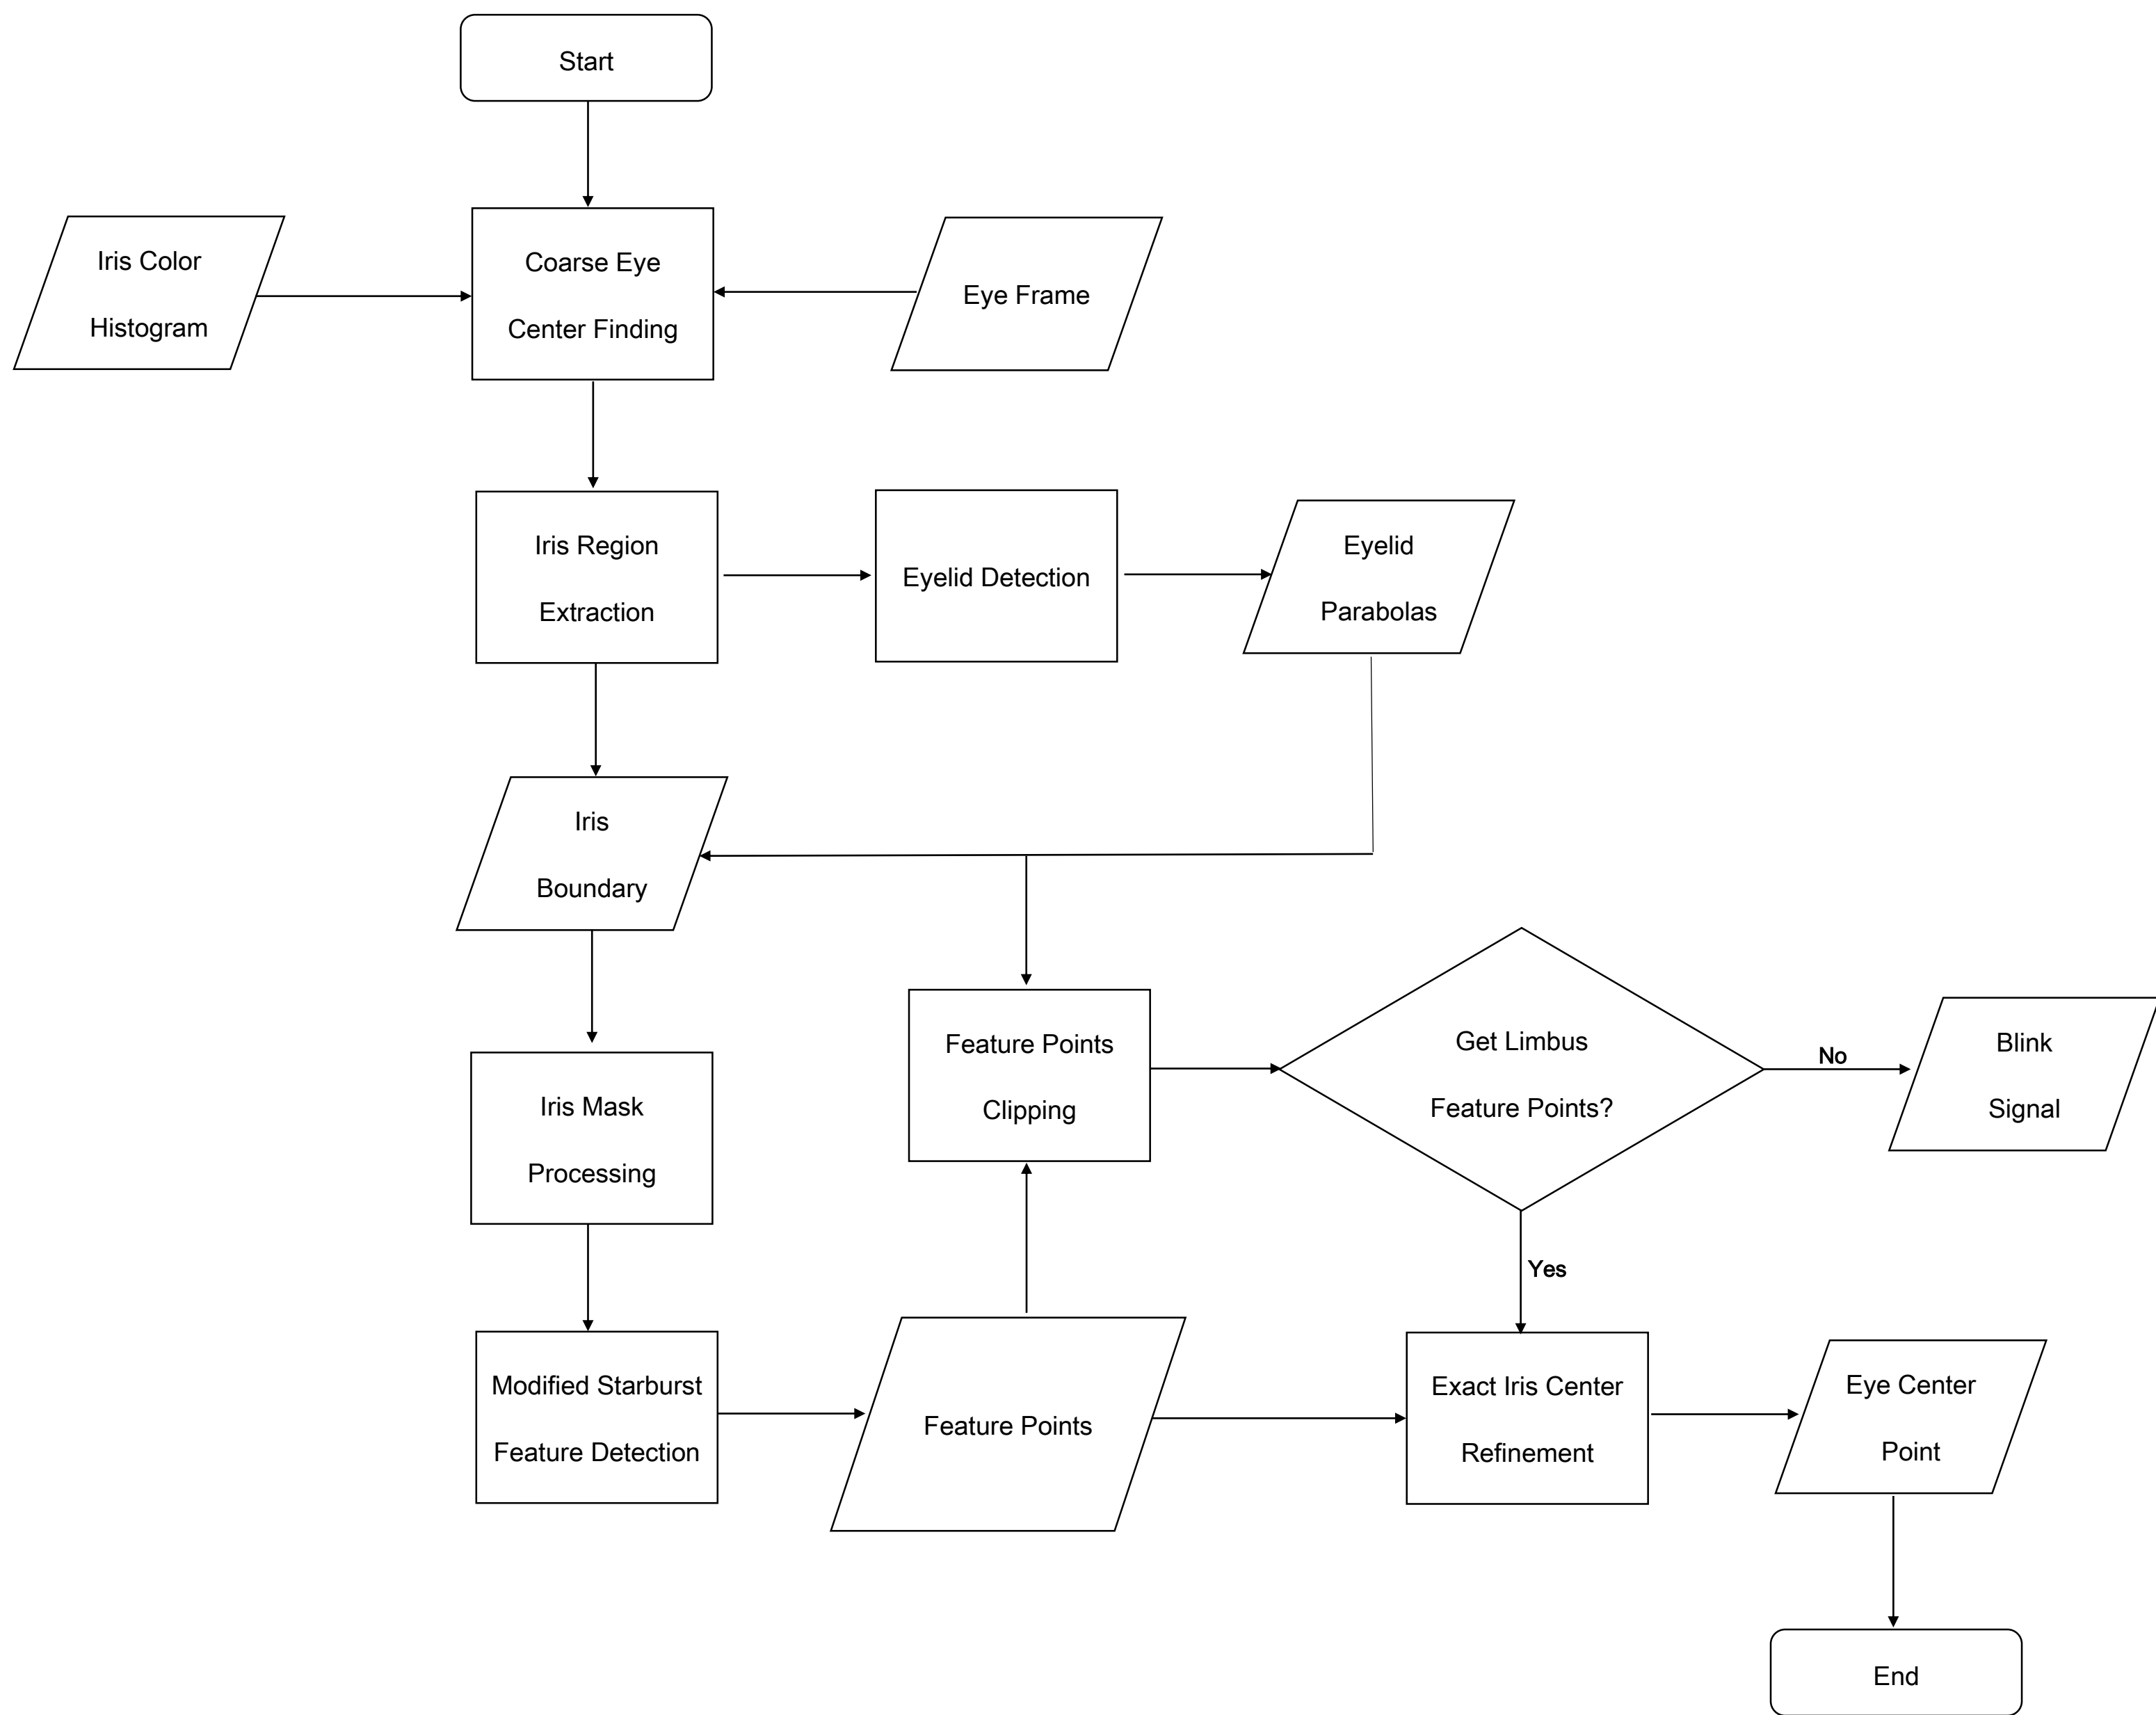 Start
Iris Color
Histogram
Coarse Eye
Center Finding
Eye Frame
Iris Region
Extraction
Eyelid Detection
Eyelid
Parabolas
Iris
Boundary
Feature Points
Clipping
Get Limbus
Feature Points?
No
Blink
Signal
Iris Mask
Processing
Yes
Modified Starburst
Feature Detection
Feature Points
Exact Iris Center
Refinement
Eye Center
Point
End